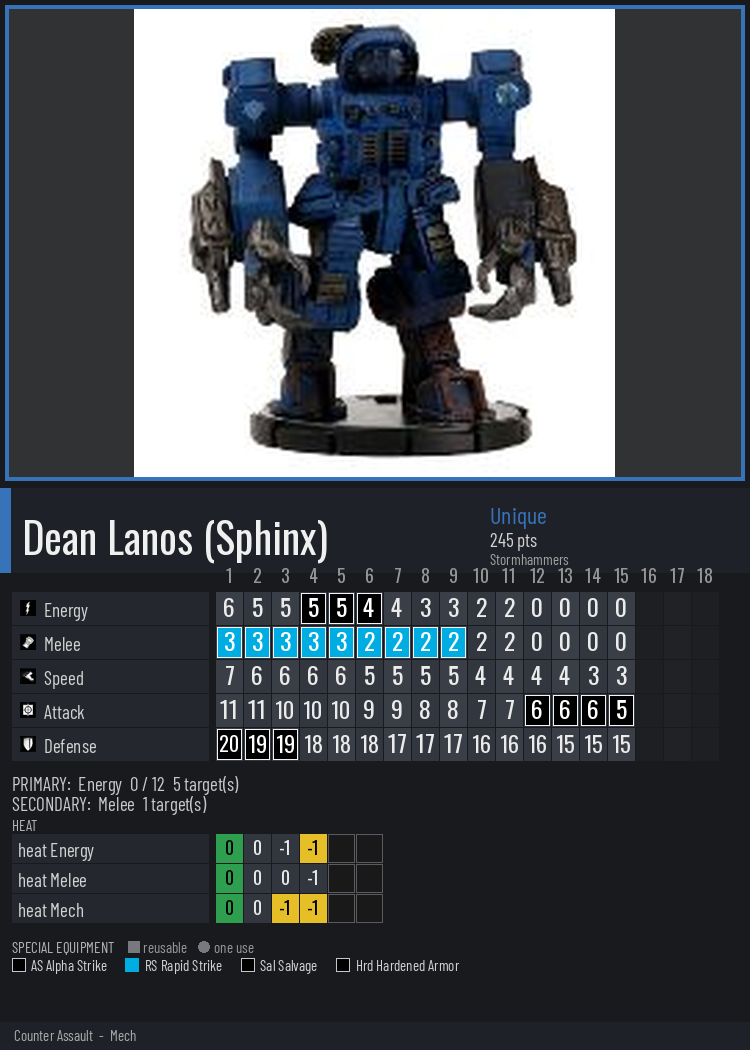 Dean Lanos (Sphinx)
Unique
245 pts
Stormhammers
1 2 3 4 5 6 7 8 9 10 11 12 13 14 15 16 17 18
Energy 6 5 5 5 5 4 4 3 3 2 2 0 0 0 0
Melee 3 3 3 3 3 2 2 2 2 2 2 0 0 0 0
Speed 7 6 6 6 6 5 5 5 5 4 4 4 4 3 3
Attack 11 11 10 10 10 9 9 8 8 7 7 6 6 6 5
Defense 20 19 19 18 18 18 17 17 17 16 16 16 15 15 15
PRIMARY: Energy 0 / 12 5 target(s)
SECONDARY: Melee 1 target(s)
HEAT
heat Energy 0 0 -1 -1
heat Melee 0 0 0 -1
heat Mech 0 0 -1 -1
SPECIAL EQUIPMENT reusable one use
AS Alpha Strike RS Rapid Strike Sal Salvage Hrd Hardened Armor
Counter Assault - Mech